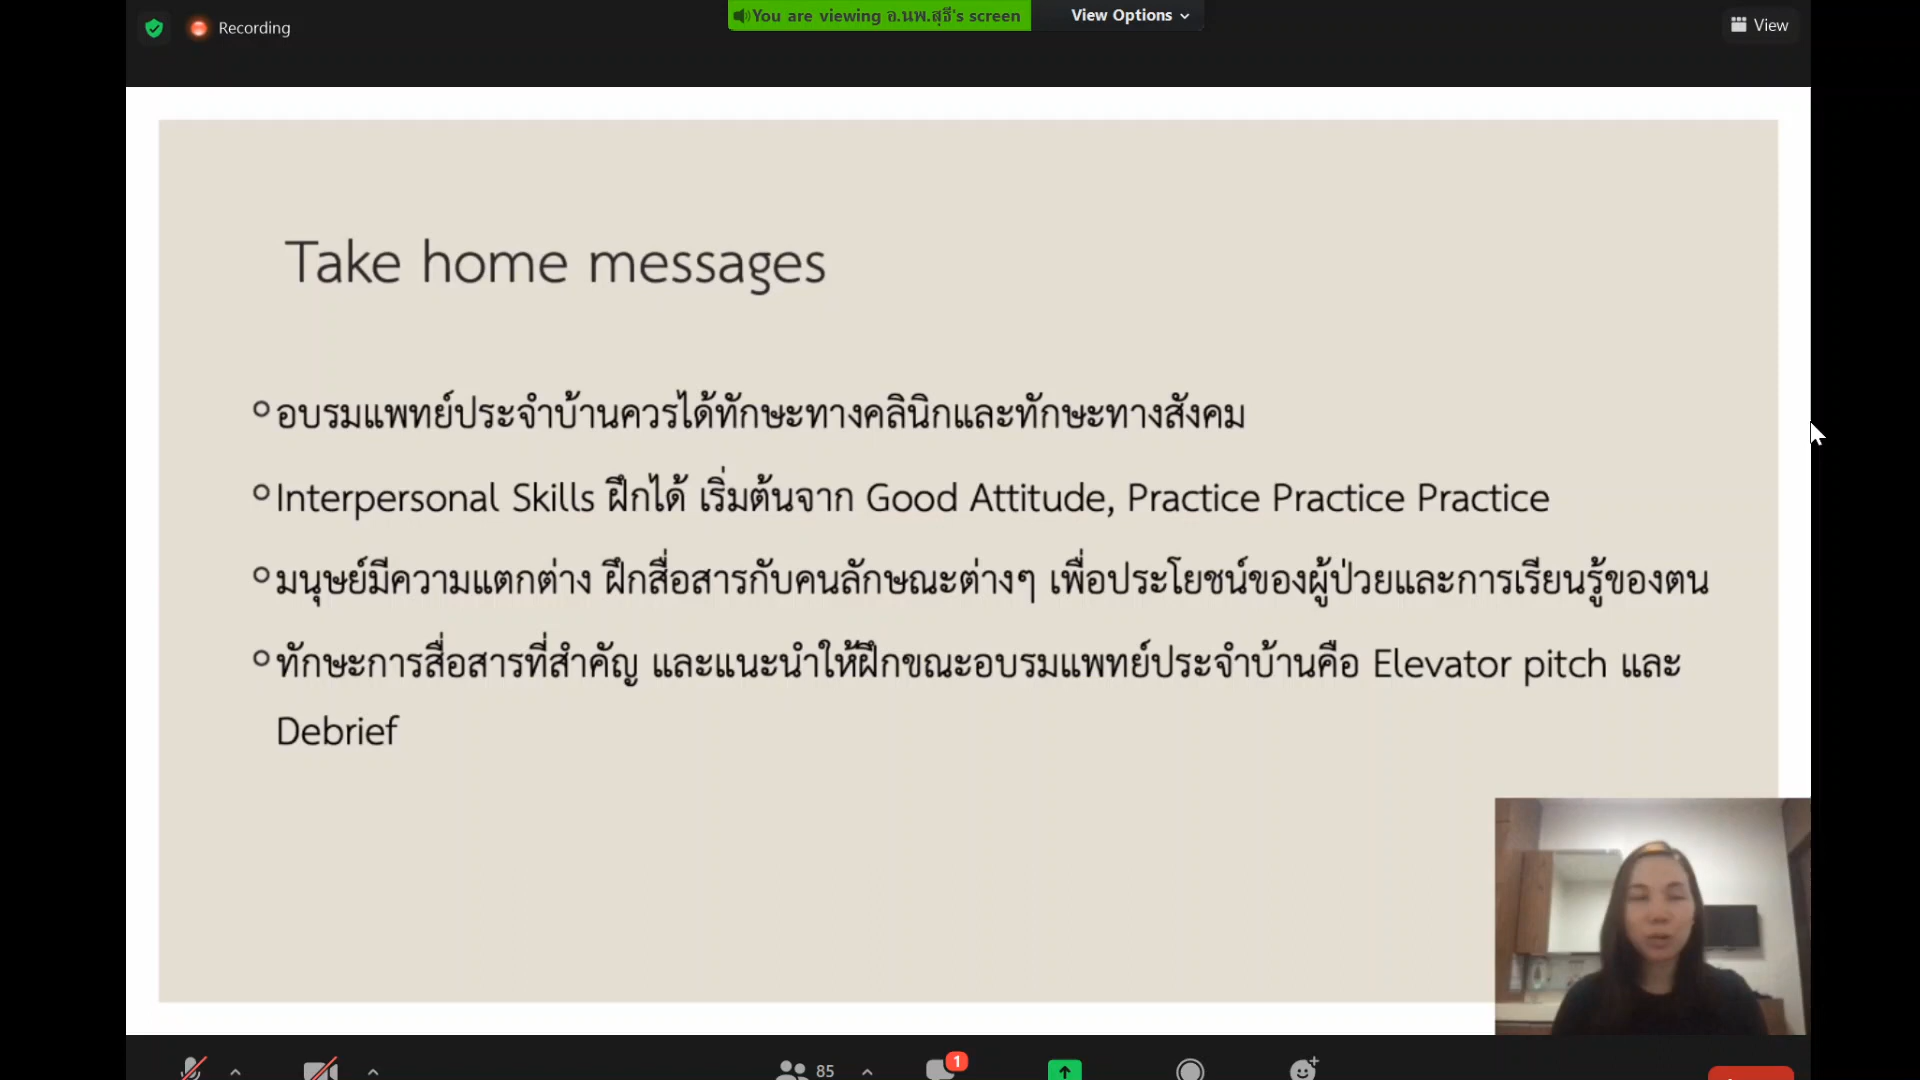 Recording
You are viewing อ.นพ.สุธี's screen
View Options
View
Take home messages
อบรมแพทย์ประจำบ้านควรได้ทักษะทางคลินิกและทักษะทางสังคม
Interpersonal Skills ฝึกได้ เริ่มต้นจาก Good Attitude, Practice Practice Practice
มนุษย์มีความแตกต่าง ฝึกสื่อสารกับคนลักษณะต่างๆ เพื่อประโยชน์ของผู้ป่วยและการเรียนรู้ของตน
ทักษะการสื่อสารที่สำคัญ และแนะนำให้ฝึกขณะอบรมแพทย์ประจำบ้านคือ Elevator pitch และ
Debrief
85
1